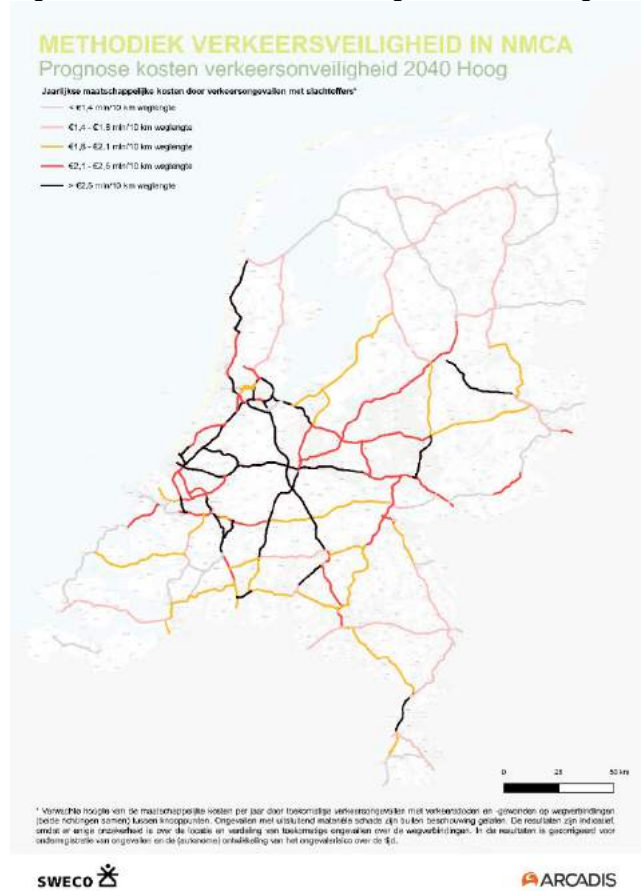 METHODIEK VERKEERSVEILIGHEID IN NMCA
Prognose kosten verkeersonveiligheid 2040 Hoog
Jaarlijkse maatschappelijke kosten door verkeersongevallen met slachtoffers*
< €1,4 mln/10 km weglengte
€1,4 - €1,8 mln/10 km weglengte
€1,8 - €2,1 mln/10 km weglengte
€2,1 - €2,5 mln/10 km weglengte
> €2,5 mln/10 km weglengte
0 25 50 km
* Verwachte hoogte van de maatschappelijke kosten per jaar door toekomstige verkeersongevallen met verkeersdoden en -gewonden op wegverbindingen
(beide richtingen samen) tussen knooppunten. Ongevallen met uitsluitend materiële schade zijn buiten beschouwing gelaten. De resultaten zijn indicatief,
omdat er enige onzekerheid is over de locatie en verdeling van toekomstige ongevallen over de wegverbindingen. In de resultaten is gecorrigeerd voor
onderregistratie van ongevallen en de (autonome) ontwikkeling van het ongevalsrisico over de tijd.
SWECO
ARCADIS